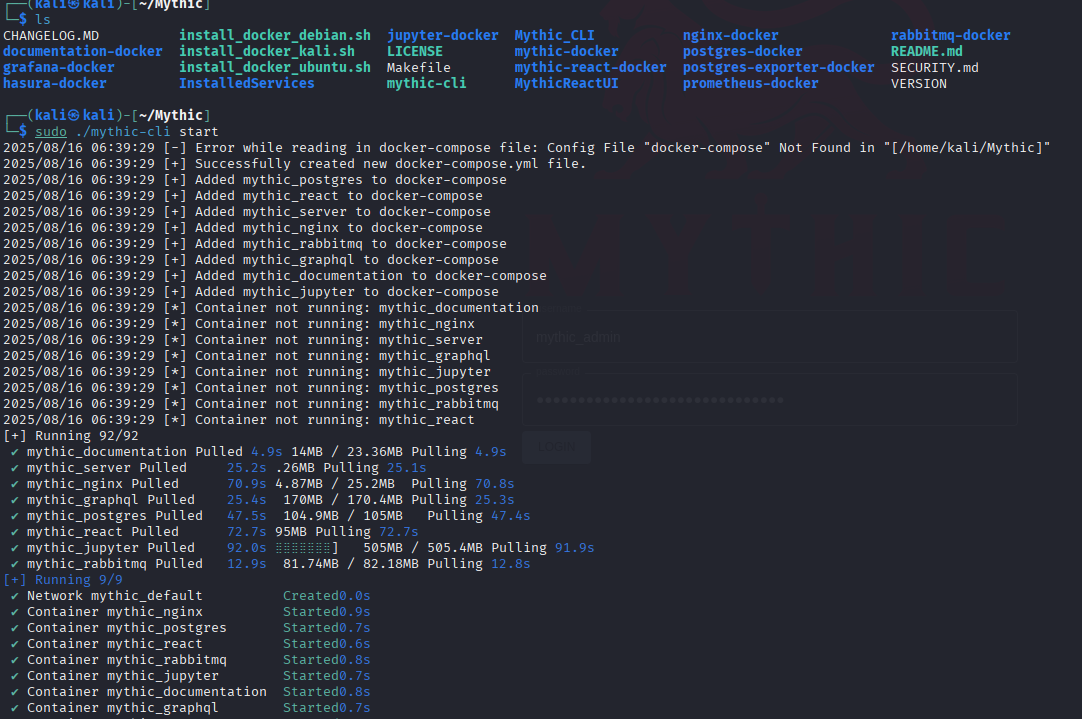 ┌──(kali㉿kali)-[~/Mythic]
└─$ ls
CHANGELOG.MD install_docker_debian.sh jupyter-docker Mythic_CLI nginx-docker rabbitmq-docker
documentation-docker install_docker_kali.sh LICENSE mythic-docker postgres-docker README.md
grafana-docker install_docker_ubuntu.sh Makefile mythic-react-docker postgres-exporter-docker SECURITY.md
hasura-docker InstalledServices mythic-cli MythicReactUI prometheus-docker VERSION
┌──(kali㉿kali)-[~/Mythic]
└─$ sudo ./mythic-cli start
2025/08/16 06:39:29 [-] Error while reading in docker-compose file: Config File "docker-compose" Not Found in "[/home/kali/Mythic]"
2025/08/16 06:39:29 [+] Successfully created new docker-compose.yml file.
2025/08/16 06:39:29 [+] Added mythic_postgres to docker-compose
2025/08/16 06:39:29 [+] Added mythic_react to docker-compose
2025/08/16 06:39:29 [+] Added mythic_server to docker-compose
2025/08/16 06:39:29 [+] Added mythic_nginx to docker-compose
2025/08/16 06:39:29 [+] Added mythic_rabbitmq to docker-compose
2025/08/16 06:39:29 [+] Added mythic_graphql to docker-compose
2025/08/16 06:39:29 [+] Added mythic_documentation to docker-compose
2025/08/16 06:39:29 [+] Added mythic_jupyter to docker-compose
2025/08/16 06:39:29 [*] Container not running: mythic_documentation
2025/08/16 06:39:29 [*] Container not running: mythic_nginx
2025/08/16 06:39:29 [*] Container not running: mythic_server
2025/08/16 06:39:29 [*] Container not running: mythic_graphql
2025/08/16 06:39:29 [*] Container not running: mythic_jupyter
2025/08/16 06:39:29 [*] Container not running: mythic_postgres
2025/08/16 06:39:29 [*] Container not running: mythic_rabbitmq
2025/08/16 06:39:29 [*] Container not running: mythic_react
[+] Running 92/92
✔ mythic_documentation Pulled 4.9s 14MB / 23.36MB Pulling 4.9s
✔ mythic_server Pulled 25.2s .26MB Pulling 25.1s
✔ mythic_nginx Pulled 70.9s 4.87MB / 25.2MB Pulling 70.8s
✔ mythic_graphql Pulled 25.4s 170MB / 170.4MB Pulling 25.3s
✔ mythic_postgres Pulled 47.5s 104.9MB / 105MB Pulling 47.4s
✔ mythic_react Pulled 72.7s 95MB Pulling 72.7s
✔ mythic_jupyter Pulled 92.0s ⣿⣿⣿⣿⣿⣿⣿] 505MB / 505.4MB Pulling 91.9s
✔ mythic_rabbitmq Pulled 12.9s 81.74MB / 82.18MB Pulling 12.8s
[+] Running 9/9
✔ Network mythic_default Created0.0s
✔ Container mythic_nginx Started0.9s
✔ Container mythic_postgres Started0.7s
✔ Container mythic_react Started0.6s
✔ Container mythic_rabbitmq Started0.8s
✔ Container mythic_jupyter Started0.7s
✔ Container mythic_documentation Started0.8s
✔ Container mythic_graphql Started0.7s
MYTHIC
mythic_admin
LOGIN